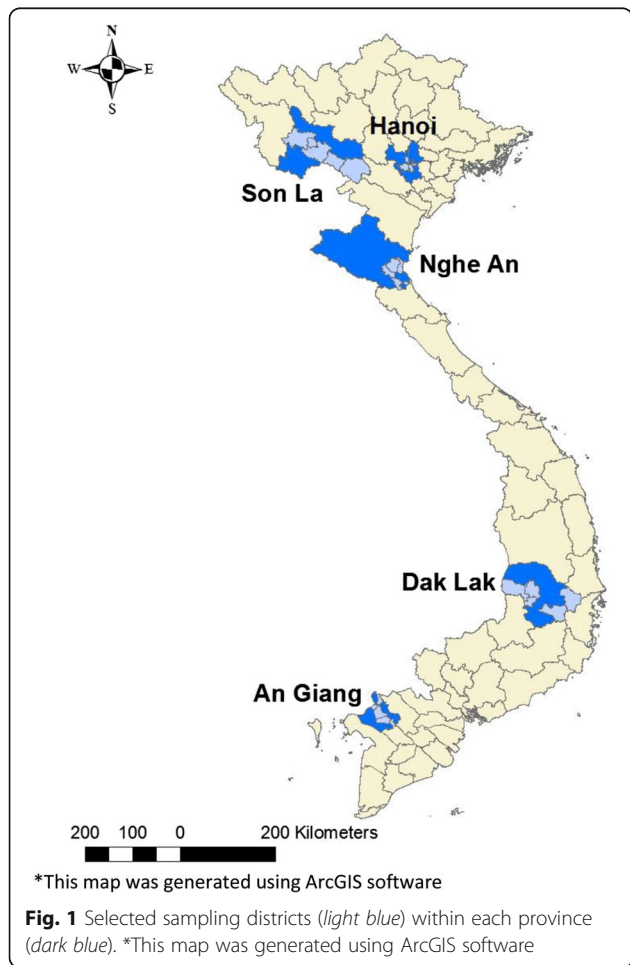 N
W E
S
Hanoi
Son La
Nghe An
Dak Lak
An Giang
200 100 0 200 Kilometers
*This map was generated using ArcGIS software
Fig. 1 Selected sampling districts (light blue) within each province
(dark blue). *This map was generated using ArcGIS software